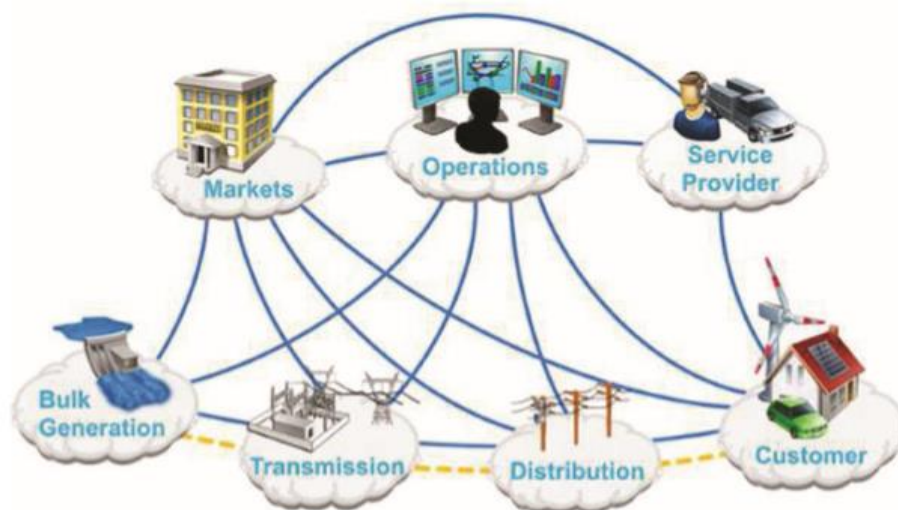 Markets
Operations
Service
Provider
Bulk
Generation
Transmission
Distribution
Customer